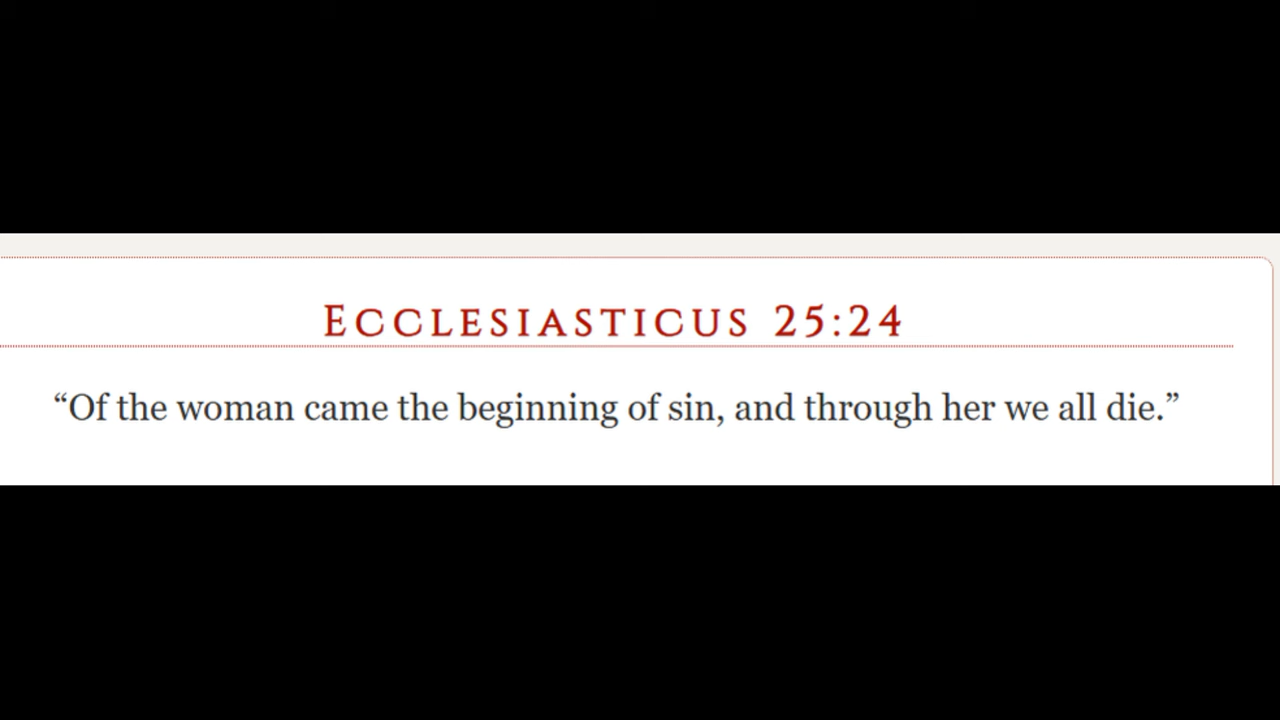 Ecclesiasticus 25:24
“Of the woman came the beginning of sin, and through her we all die.”